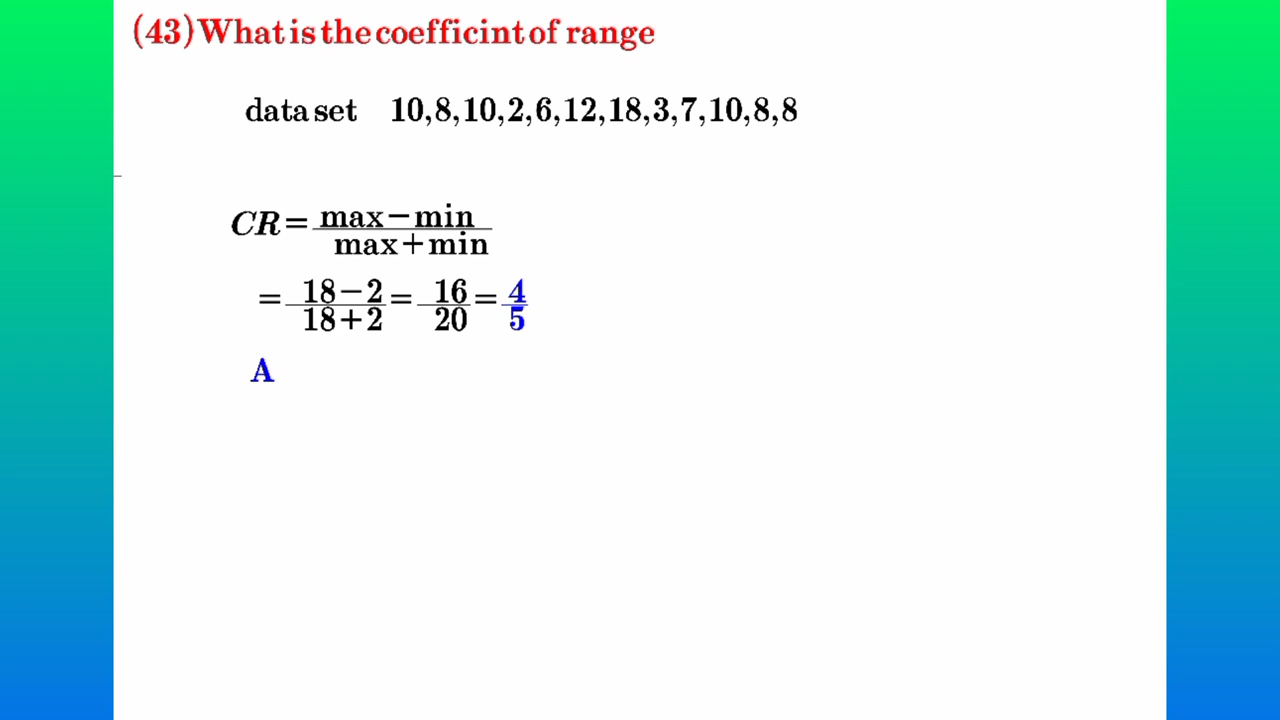 (43) What is the coefficint of range
data set 10,8,10,2,6,12,18,3,7,10,8,8
CR = max−min / max+min
= 18−2 / 18+2 = 16 / 20 = 4 / 5
A